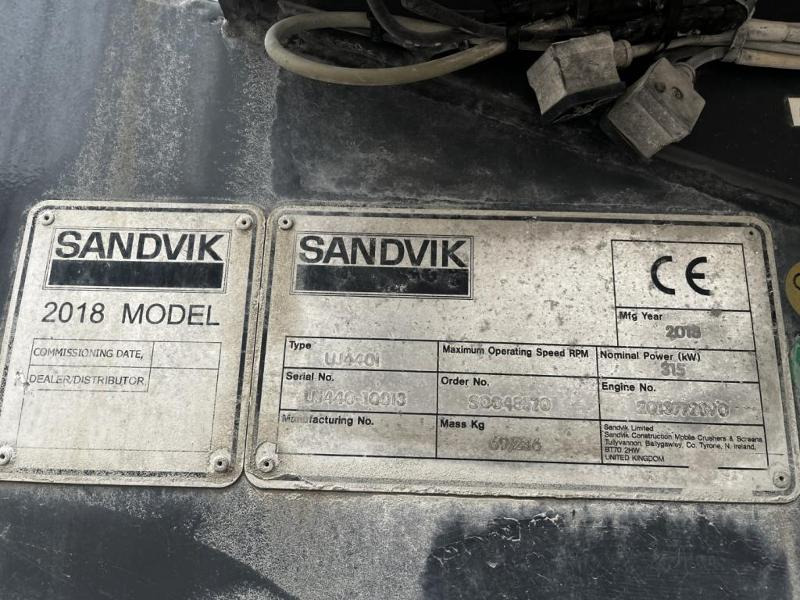 SANDVIK
2018 MODEL
COMMISSIONING DATE,
DEALER/DISTRIBUTOR
SANDVIK
CE
Mfg Year
2018
Type
UJ440I
Maximum Operating Speed RPM
Nominal Power (kW)
315
Serial No.
Order No.
Engine No.
Manufacturing No.
Mass Kg
Sandvik Limited
Sandvik Construction Mobile Crushers & Screens
Tullyvannon, Ballygawley, Co. Tyrone, N. Ireland,
BT70 2HW
UNITED KINGDOM